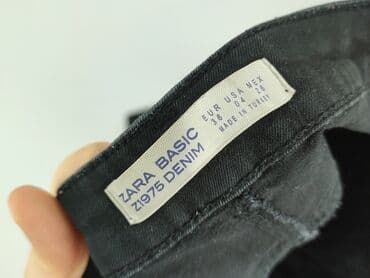 ZARA BASIC
Z1975 DENIM
EUR USA MEX
36 04 26
MADE IN TURKEY